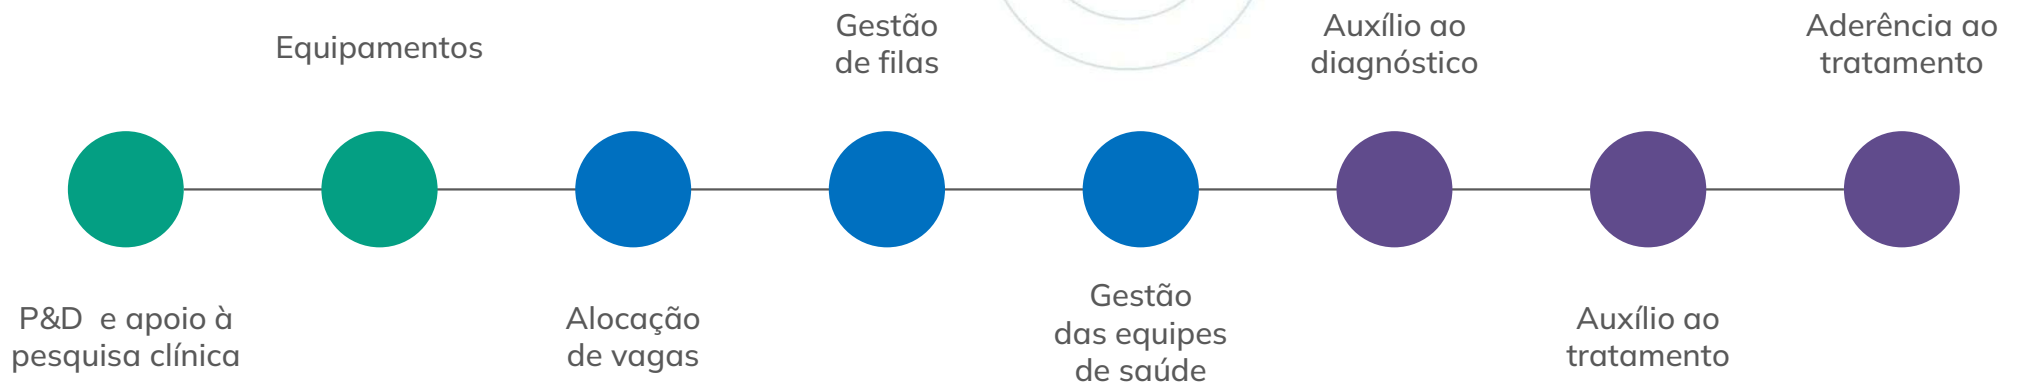 P&D e apoio à
pesquisa clínica
Equipamentos
Alocação
de vagas
Gestão
de filas
Gestão
das equipes
de saúde
Auxílio ao
diagnóstico
Auxílio ao
tratamento
Aderência ao
tratamento